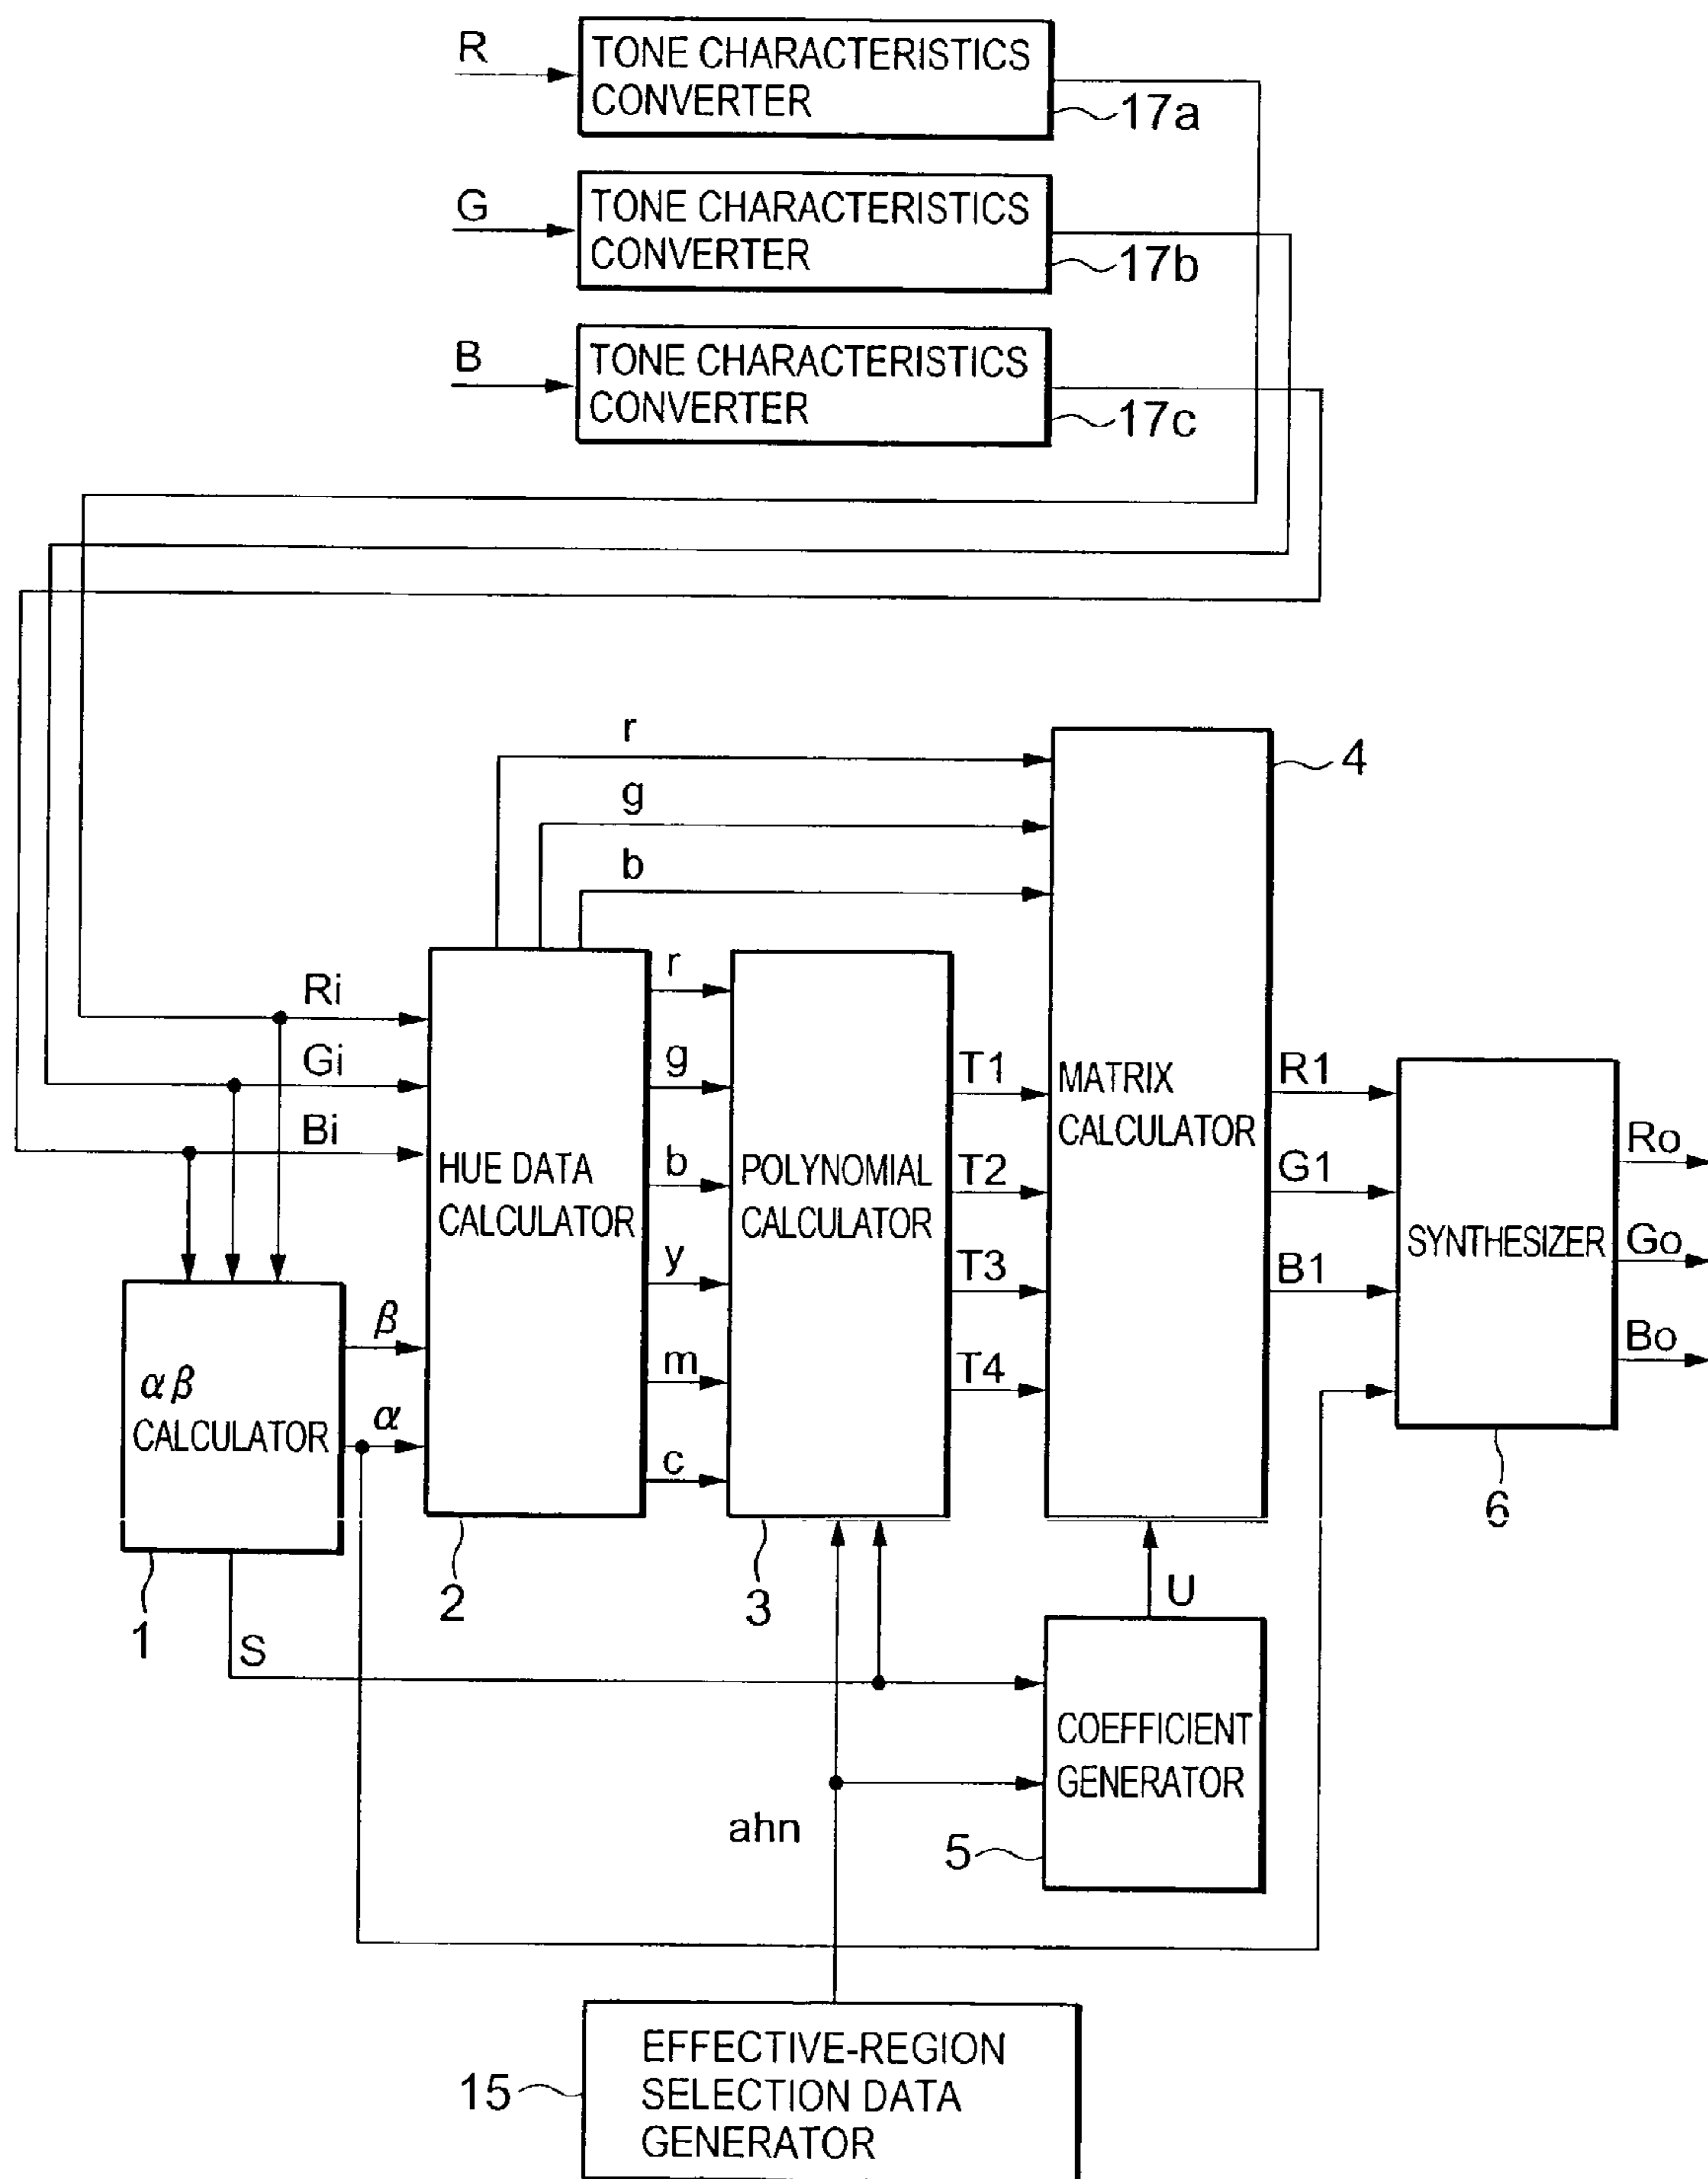 R
TONE CHARACTERISTICS
CONVERTER
17a
G
TONE CHARACTERISTICS
CONVERTER
17b
B
TONE CHARACTERISTICS
CONVERTER
17c
r
g
b
4
Ri
Gi
Bi
HUE DATA
CALCULATOR
2
r
g
b
y
m
c
POLYNOMIAL
CALCULATOR
3
T1
T2
T3
T4
MATRIX
CALCULATOR
R1
G1
B1
SYNTHESIZER
6
Ro
Go
Bo
αβ
CALCULATOR
1
β
α
S
U
COEFFICIENT
GENERATOR
5
ahn
15
EFFECTIVE-REGION
SELECTION DATA
GENERATOR